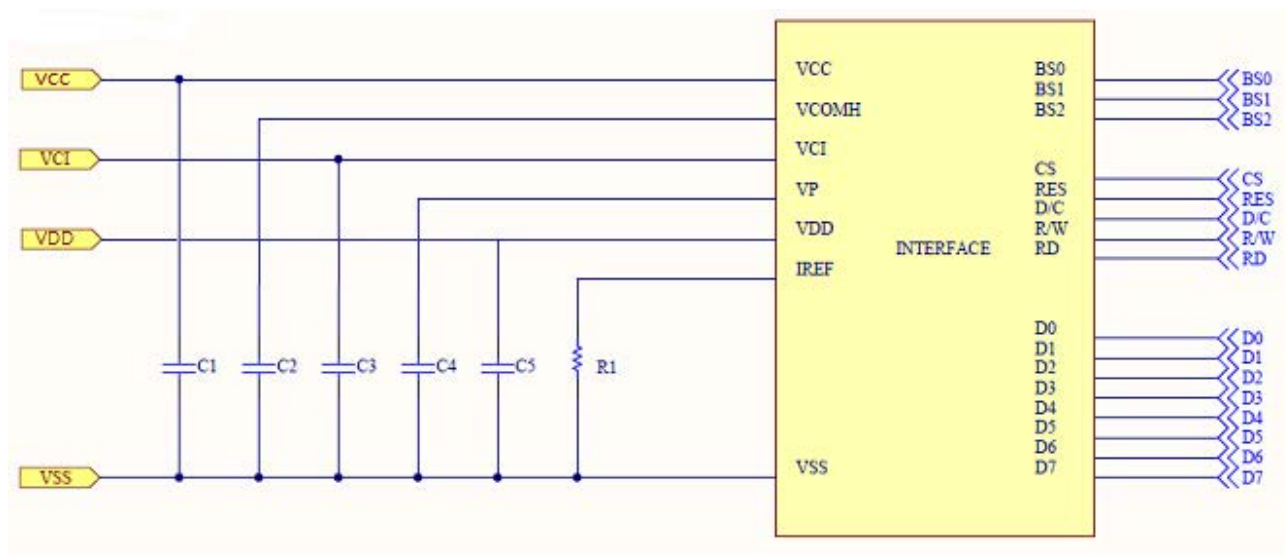 VCC
VCI
VDD
VSS
C1
C2
C3
C4
C5
R1
VCC
VCOMH
VCI
VP
VDD
IREF
VSS
INTERFACE
BS0
BS1
BS2
CS
RES
D/C
R/W
RD
D0
D1
D2
D3
D4
D5
D6
D7
BS0
BS1
BS2
CS
RES
D/C
R/W
RD
D0
D1
D2
D3
D4
D5
D6
D7